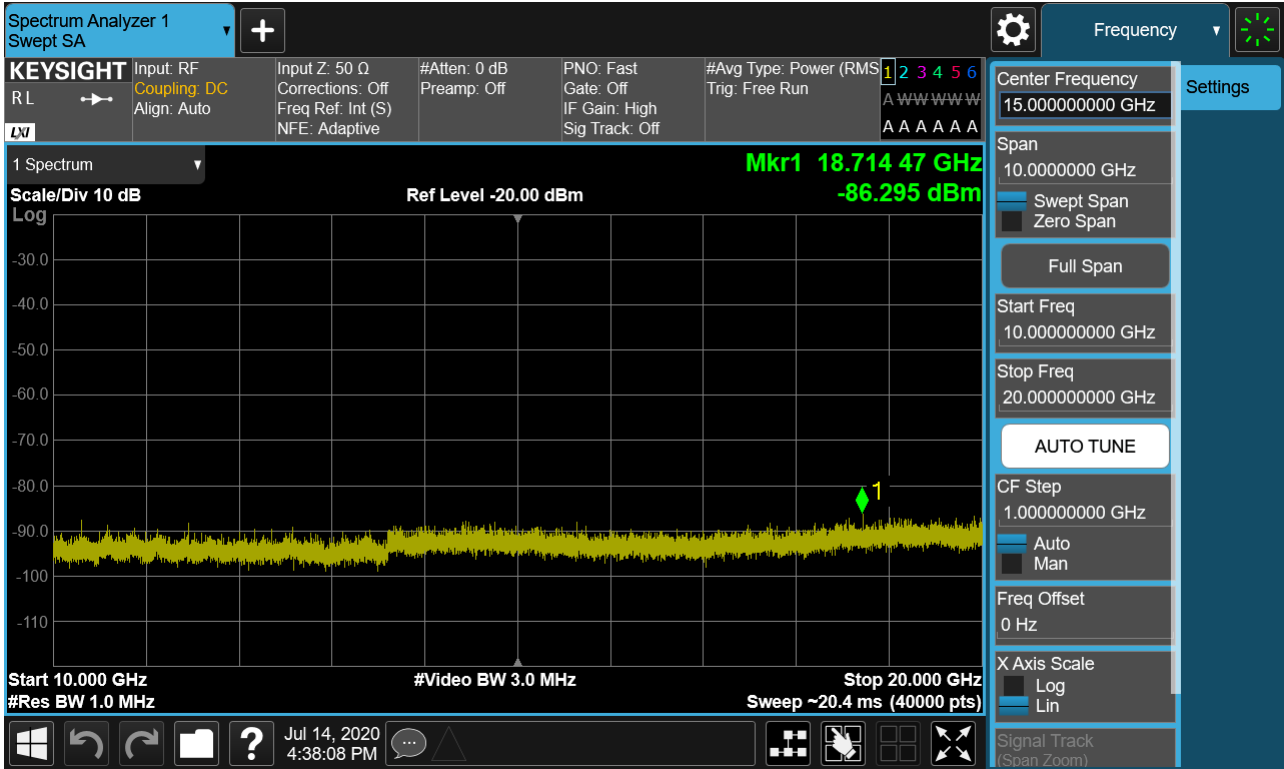 Spectrum Analyzer 1
Swept SA
+
Frequency
KEYSIGHT
R L
LXI
Input: RF
Coupling: DC
Align: Auto
Input Z: 50 Ω
Corrections: Off
Freq Ref: Int (S)
NFE: Adaptive
#Atten: 0 dB
Preamp: Off
PNO: Fast
Gate: Off
IF Gain: High
Sig Track: Off
#Avg Type: Power (RMS
Trig: Free Run
1 2 3 4 5 6
A W W W W W
A A A A A A
1 Spectrum
Mkr1 18.714 47 GHz
Scale/Div 10 dB
Ref Level -20.00 dBm
-86.295 dBm
Log
-30.0
-40.0
-50.0
-60.0
-70.0
-80.0
1
-90.0
-100
-110
Start 10.000 GHz
#Video BW 3.0 MHz
Stop 20.000 GHz
#Res BW 1.0 MHz
Sweep ~20.4 ms (40000 pts)
Center Frequency
15.000000000 GHz
Settings
Span
10.0000000 GHz
Swept Span
Zero Span
Full Span
Start Freq
10.000000000 GHz
Stop Freq
20.000000000 GHz
AUTO TUNE
CF Step
1.000000000 GHz
Auto
Man
Freq Offset
0 Hz
X Axis Scale
Log
Lin
Signal Track
(Span Zoom)
?
Jul 14, 2020
4:38:08 PM